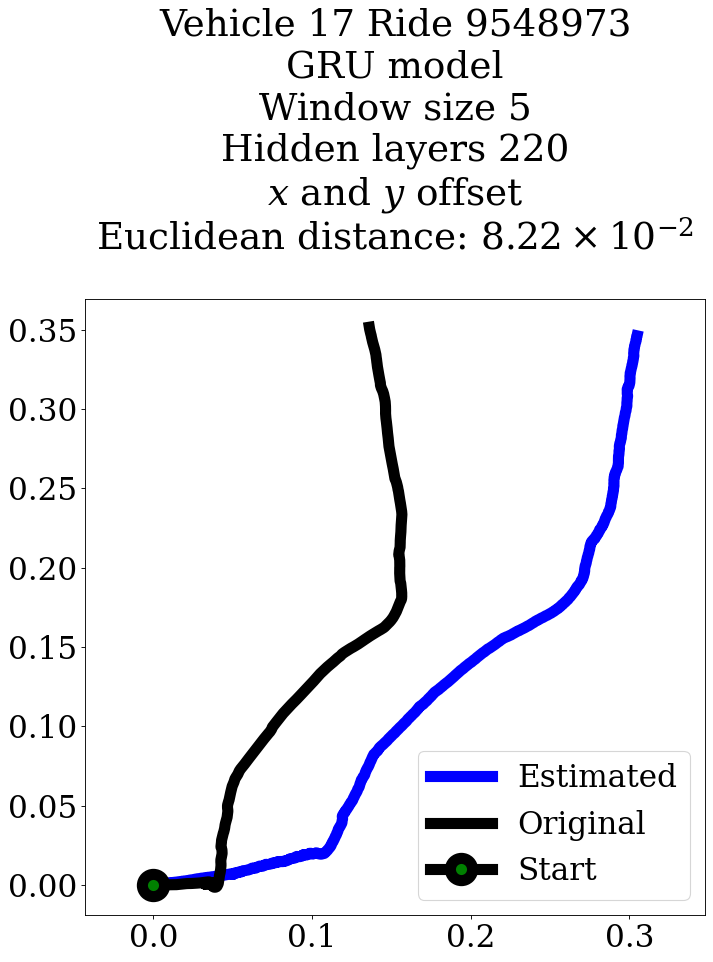 Vehicle 17 Ride 9548973
GRU model
Window size 5
Hidden layers 220
x and y offset
Euclidean distance: 8.22 × 10⁻²
0.35
0.30
0.25
0.20
0.15
0.10
0.05
0.00
Estimated
Original
Start
0.0 0.1 0.2 0.3